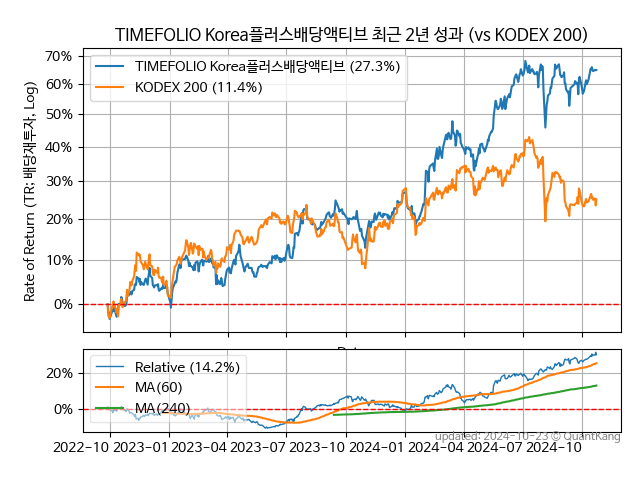 TIMEFOLIO Korea플러스배당액티브 최근 2년 성과 (vs KODEX 200)
Rate of Return (TR: 배당재투자, Log)
70%
60%
50%
40%
30%
20%
10%
0%
TIMEFOLIO Korea플러스배당액티브 (27.3%)
KODEX 200 (11.4%)
20%
0%
Relative (14.2%)
MA(60)
MA(240)
2022-10 2023-01 2023-04 2023-07 2023-10 2024-01 2024-04 2024-07 2024-10
updated: 2024-10-23 © QuantKang